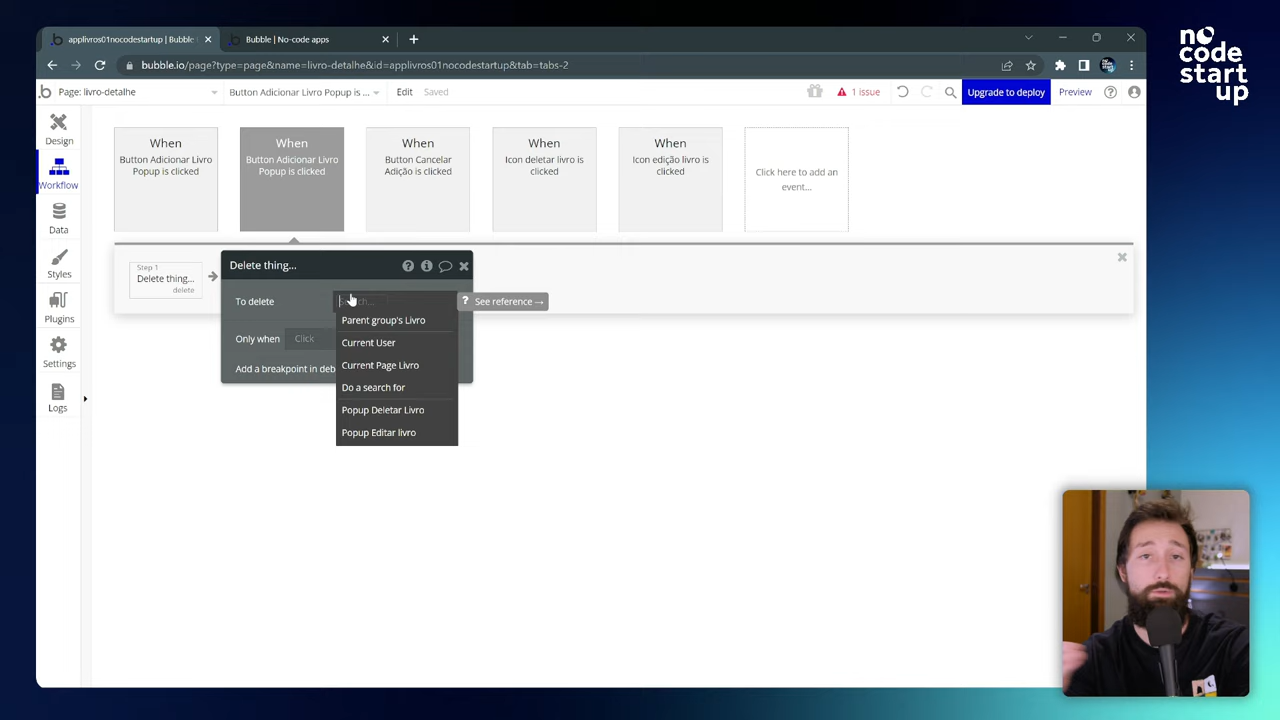 applivros01nocodestartup | Bubble
Bubble | No-code apps
bubble.io/page?type=page&name=livro-detalhe&id=applivros01nocodestartup&tab=tabs-2
no
code
start
up
Page: livro-detalhe
Button Adicionar Livro Popup is ...
Edit
Saved
1 issue
Upgrade to deploy
Preview
Design
Workflow
Data
Styles
Plugins
Settings
Logs
When
Button Adicionar Livro
Popup is clicked
When
Button Adicionar Livro
Popup is clicked
When
Button Cancelar
Adição is clicked
When
Icon deletar livro is
clicked
When
Icon edição livro is
clicked
Click here to add an
event...
Step 1
Delete thing...
delete
Delete thing...
To delete
See reference →
Only when
Click
Add a breakpoint in deb
Parent group's Livro
Current User
Current Page Livro
Do a search for
Popup Deletar Livro
Popup Editar livro